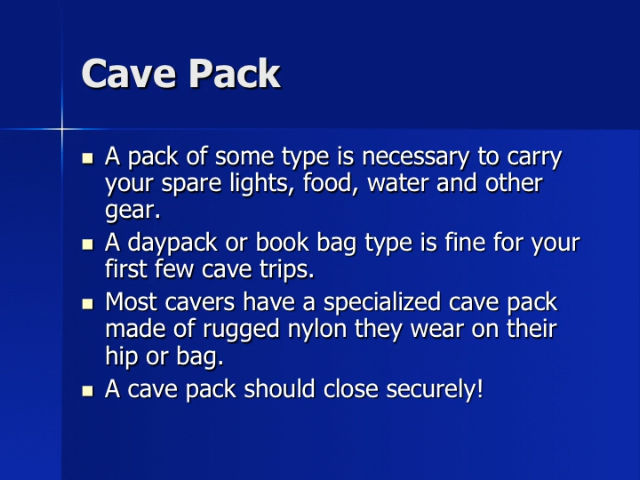 Cave Pack
A pack of some type is necessary to carry
your spare lights, food, water and other
gear.
A daypack or book bag type is fine for your
first few cave trips.
Most cavers have a specialized cave pack
made of rugged nylon they wear on their
hip or bag.
A cave pack should close securely!